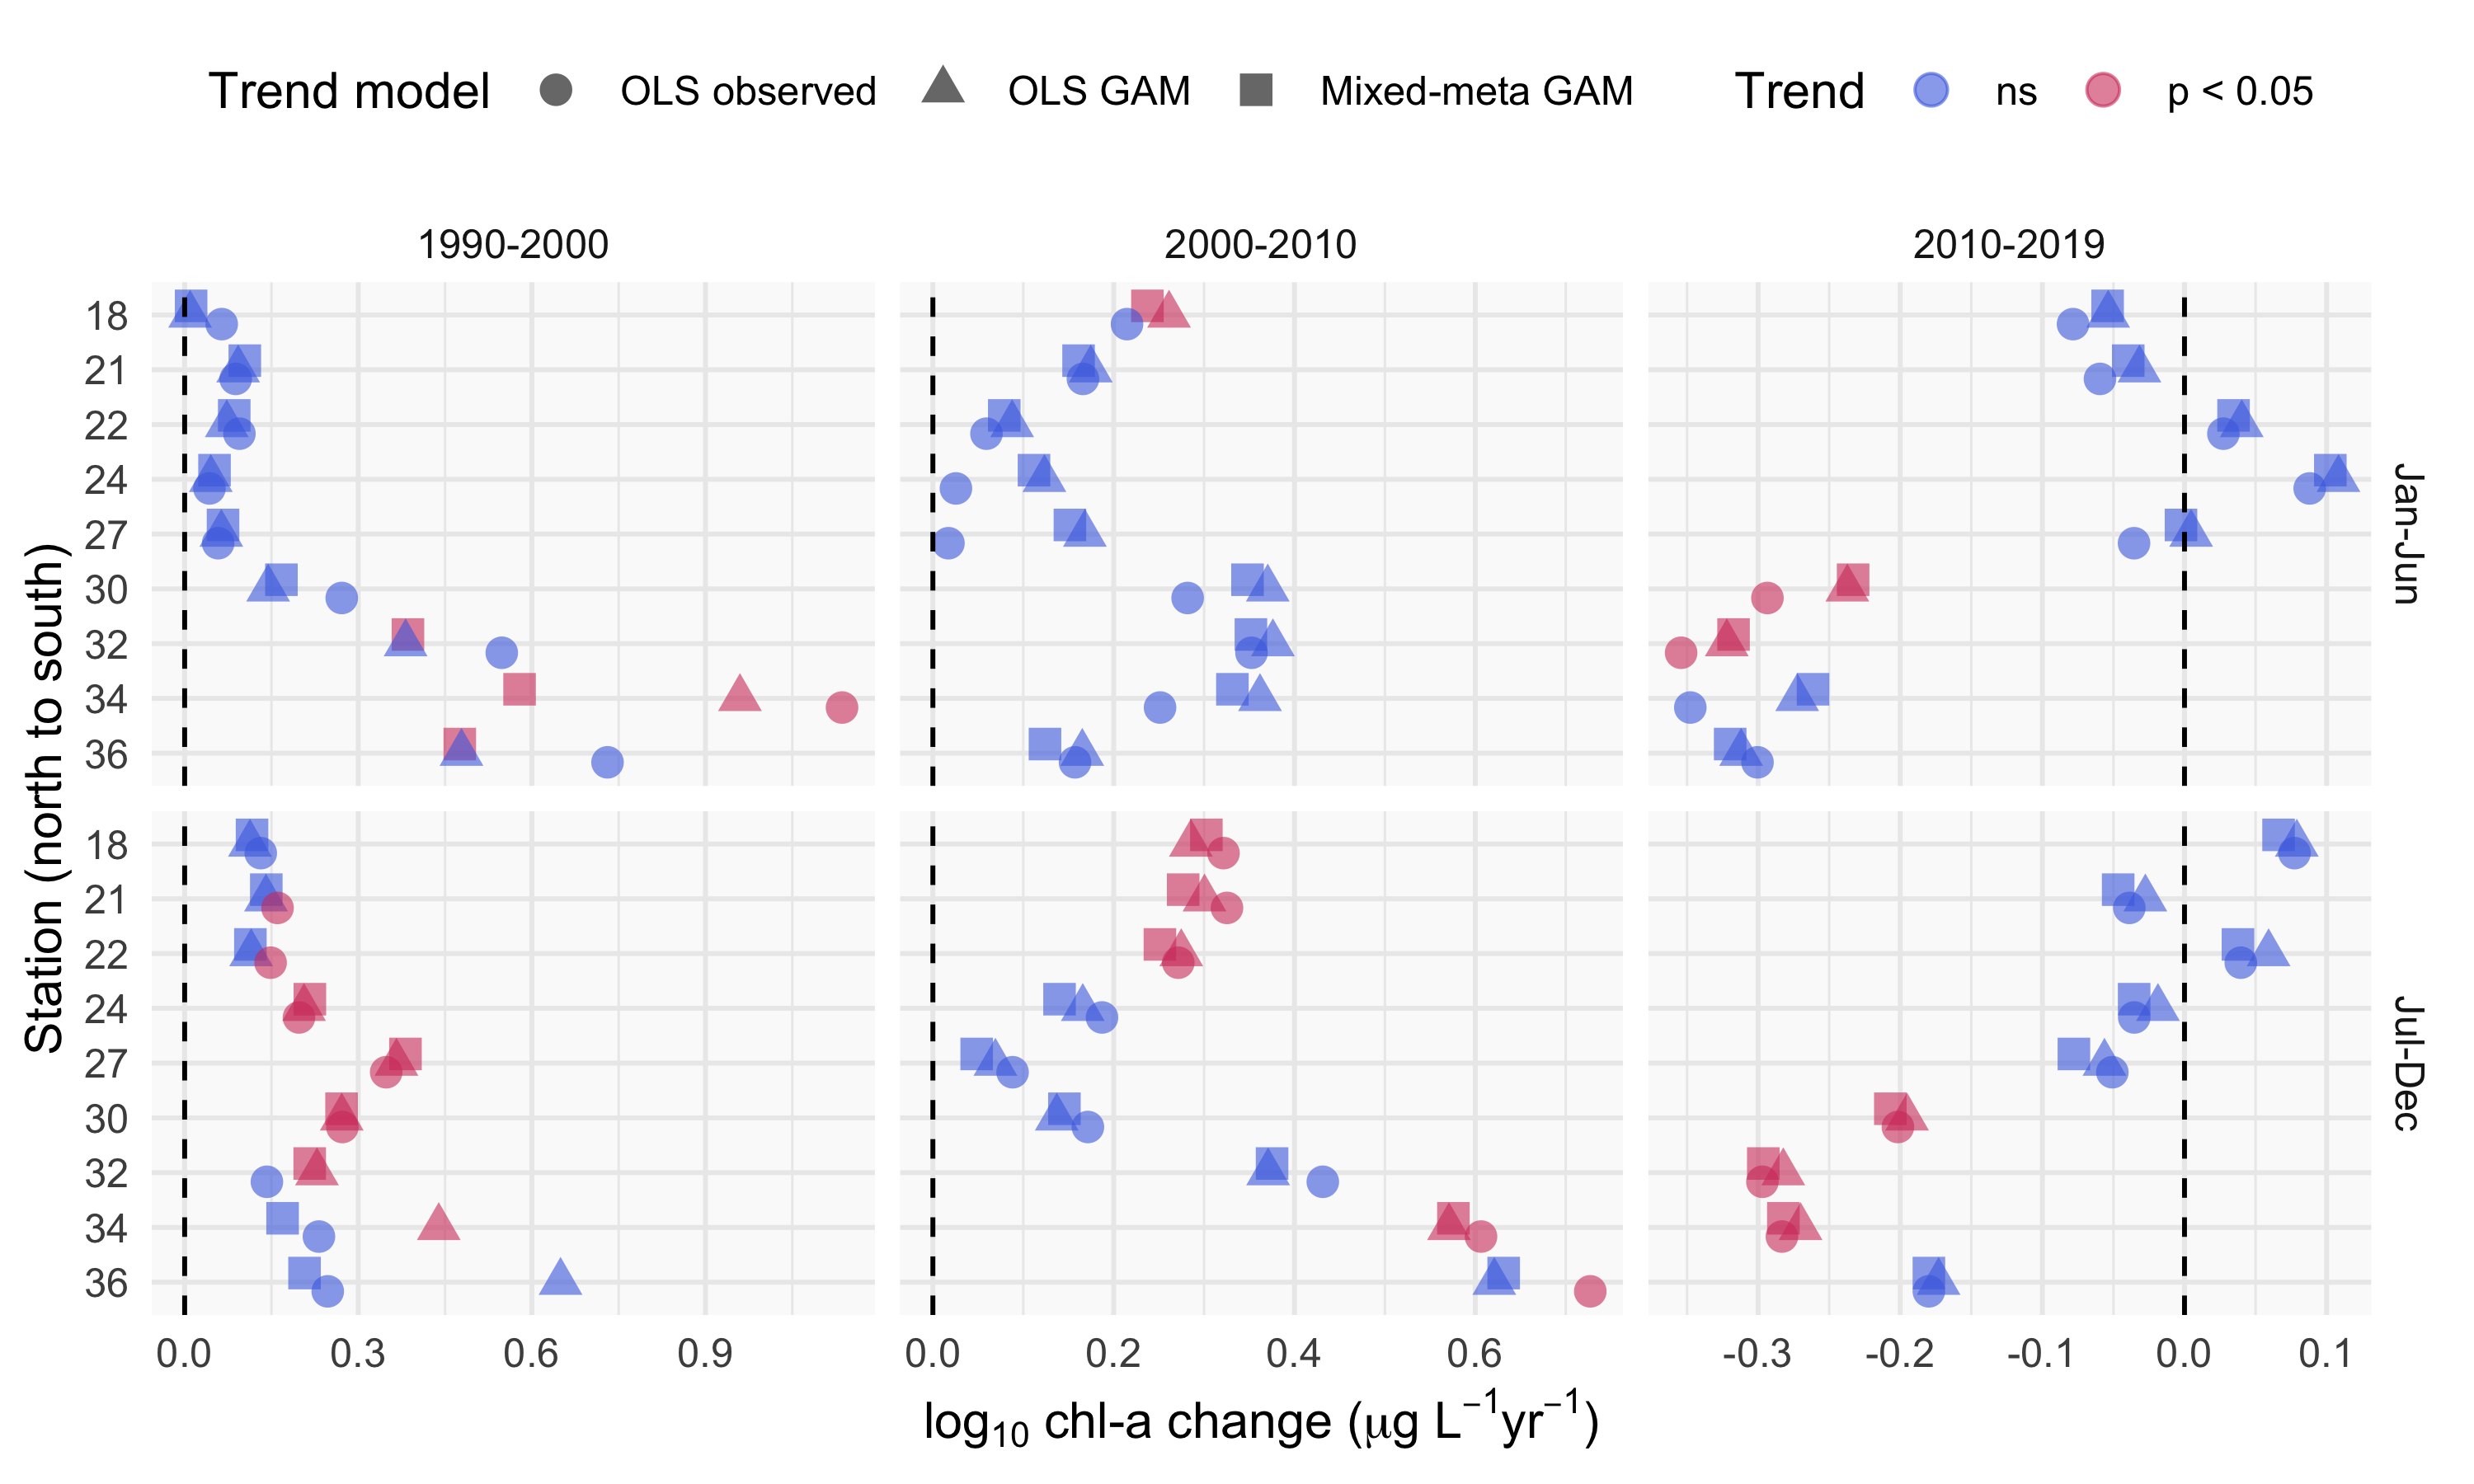 Trend model OLS observed OLS GAM Mixed-meta GAM Trend ns p < 0.05
1990-2000 2000-2010 2010-2019
18
21
22
24
27
30
32
34
36
Jan-Jun
18
21
22
24
27
30
32
34
36
Jul-Dec
Station (north to south)
0.0 0.3 0.6 0.9 0.0 0.2 0.4 0.6 -0.3 -0.2 -0.1 0.0 0.1
log₁₀ chl-a change (μg L⁻¹yr⁻¹)